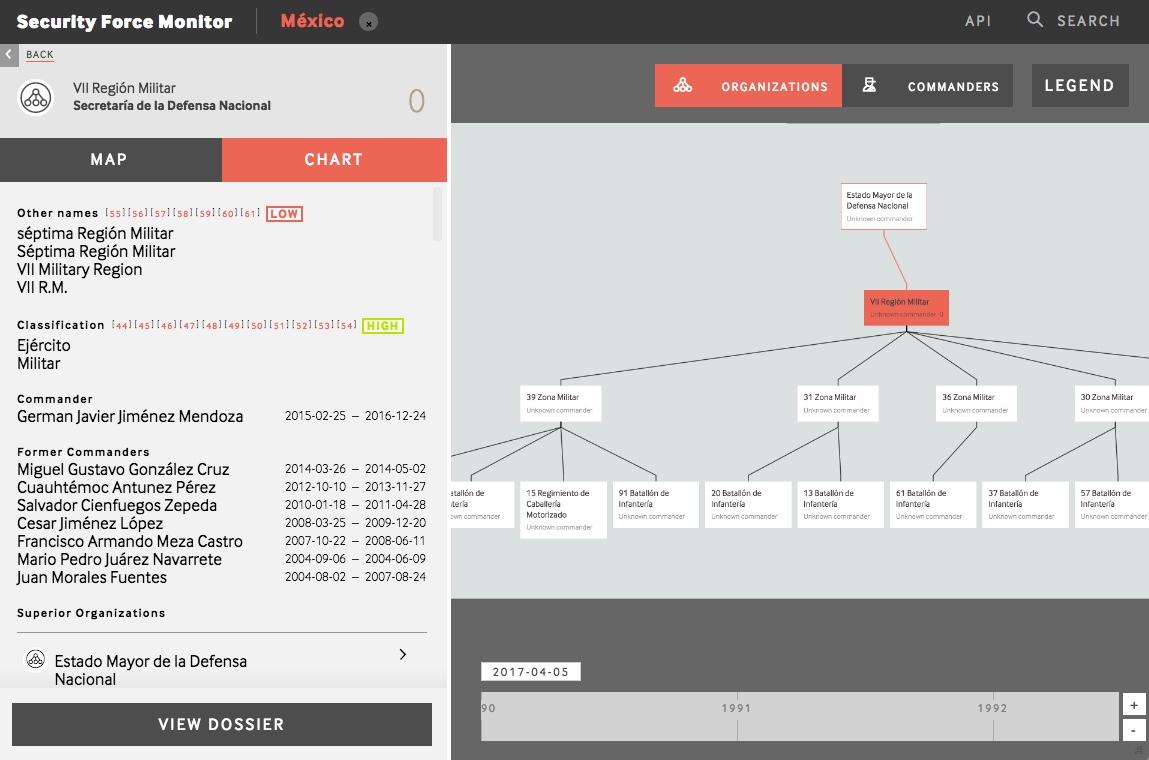 Security Force Monitor
México
API
SEARCH
BACK
VII Región Militar
Secretaría de la Defensa Nacional
0
MAP
CHART
Other names [55][56][57][58][59][60][61] LOW
séptima Región Militar
Séptima Región Militar
VII Military Region
VII R.M.
Classification [44][45][46][47][48][49][50][51][52][53][54] HIGH
Ejército
Militar
Commander
German Javier Jiménez Mendoza 2015-02-25 — 2016-12-24
Former Commanders
Miguel Gustavo González Cruz 2014-03-26 — 2014-05-02
Cuauhtémoc Antunez Pérez 2012-10-10 — 2013-11-27
Salvador Cienfuegos Zepeda 2010-01-18 — 2011-04-28
Cesar Jiménez López 2008-03-25 — 2009-12-20
Francisco Armando Meza Castro 2007-10-22 — 2008-06-11
Mario Pedro Juárez Navarrete 2004-09-06 — 2004-06-09
Juan Morales Fuentes 2004-08-02 — 2007-08-24
Superior Organizations
Estado Mayor de la Defensa
Nacional
VIEW DOSSIER
ORGANIZATIONS
COMMANDERS
LEGEND
Estado Mayor de la
Defensa Nacional
Unknown commander
VII Región Militar
Unknown commander 0
39 Zona Militar
Unknown commander
31 Zona Militar
Unknown commander
36 Zona Militar
Unknown commander
30 Zona Militar
Unknown commander
atallón de
ntería
own commander
15 Regimiento de
Caballería
Motorizado
Unknown commander
91 Batallón de
Infantería
Unknown commander
20 Batallón de
Infantería
Unknown commander
13 Batallón de
Infantería
Unknown commander
61 Batallón de
Infantería
Unknown commander
37 Batallón de
Infantería
Unknown commander
57 Batallón de
Infantería
Unknown commander
2017-04-05
90
1991
1992
+
-